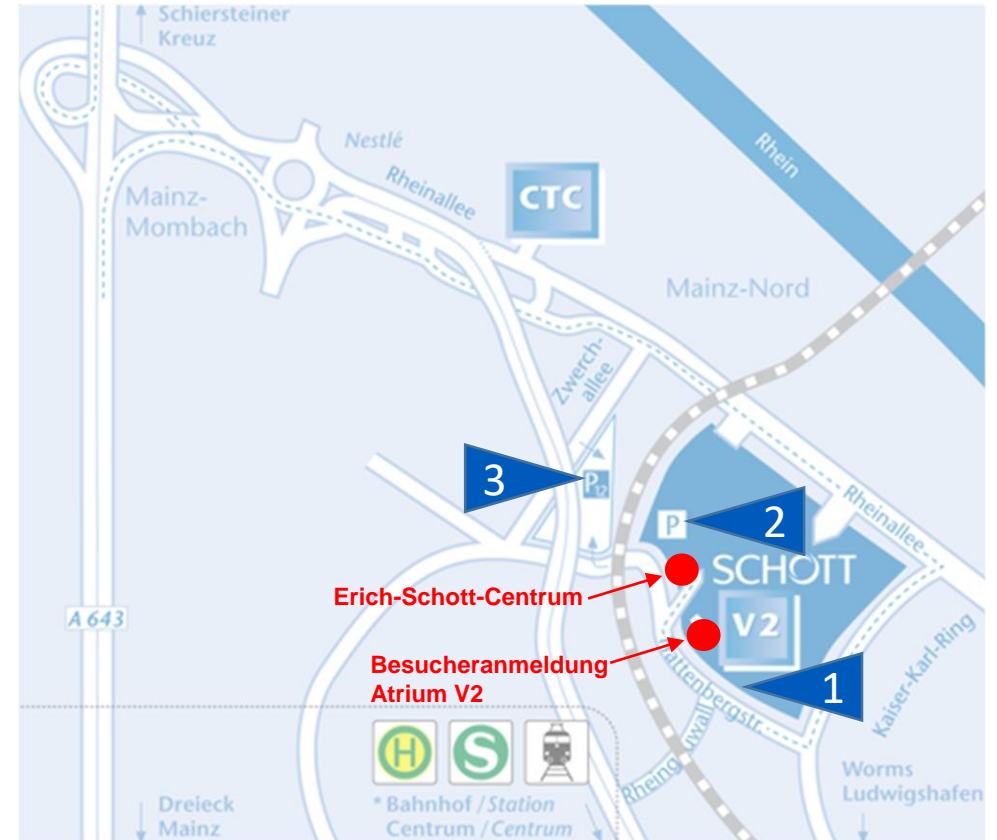 Schiersteiner
Kreuz
Nestlé
Rheinallee
CTC
Rhein
Mainz-
Mombach
Mainz-Nord
Zwerch-
allee
3
P12
P
2
Rheinallee
SCHOTT
Erich-Schott-Centrum
V2
A 643
Besucheranmeldung
Atrium V2
1
Kaiser-Karl-Ring
H
S
Worms
Ludwigshafen
Dreieck
Mainz
* Bahnhof / Station
Centrum / Centrum